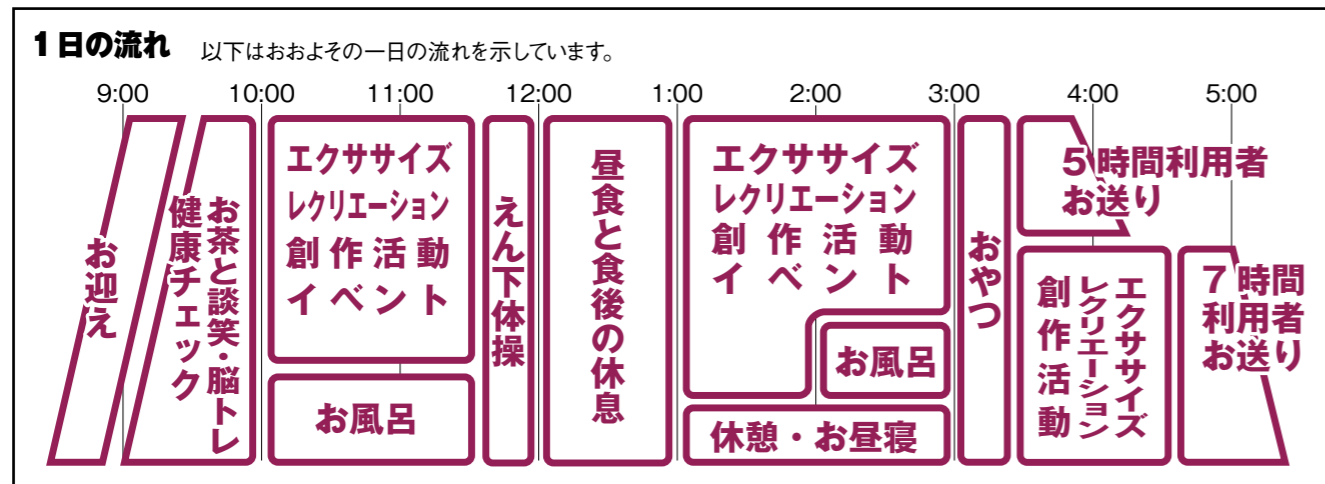 1日の流れ 以下はおおよその一日の流れを示しています。
9:00 10:00 11:00 12:00 1:00 2:00 3:00 4:00 5:00
お迎え
お茶と談笑・脳トレ
健康チェック
エクササイズ
レクリエーション
創作活動
イベント
お風呂
えん下体操
昼食と食後の休息
エクササイズ
レクリエーション
創作活動
イベント
お風呂
休憩・お昼寝
おやつ
5時間利用者
お送り
エクササイズ
レクリエーション
創作活動
7時間
利用者
お送り